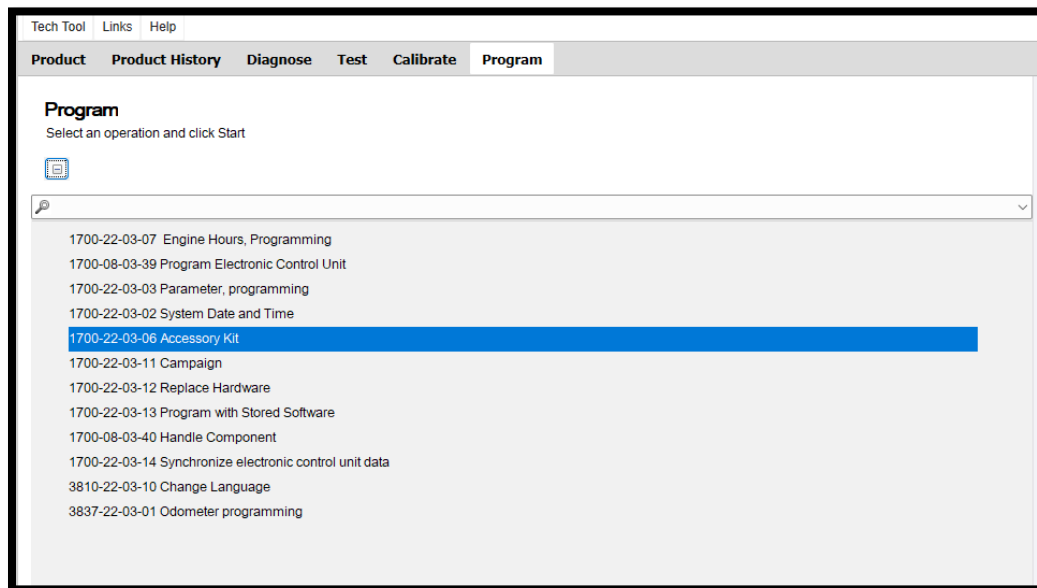 Tech Tool Links Help
Product Product History Diagnose Test Calibrate Program
Program
Select an operation and click Start
1700-22-03-07 Engine Hours, Programming
1700-08-03-39 Program Electronic Control Unit
1700-22-03-03 Parameter, programming
1700-22-03-02 System Date and Time
1700-22-03-06 Accessory Kit
1700-22-03-11 Campaign
1700-22-03-12 Replace Hardware
1700-22-03-13 Program with Stored Software
1700-08-03-40 Handle Component
1700-22-03-14 Synchronize electronic control unit data
3810-22-03-10 Change Language
3837-22-03-01 Odometer programming